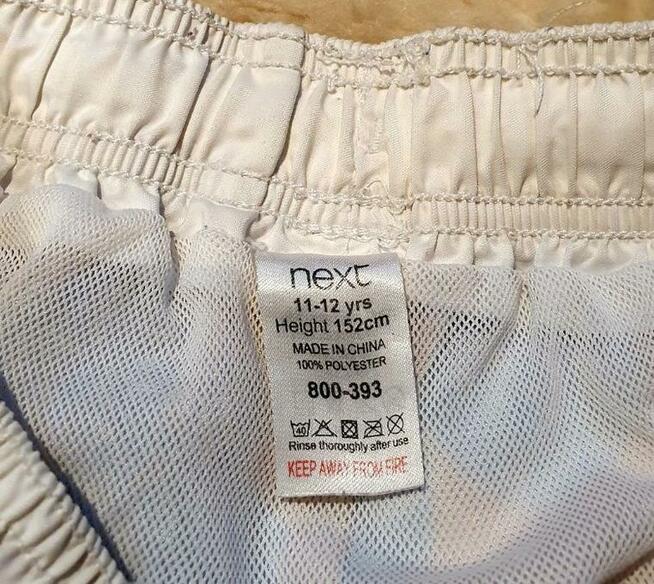 next
11-12 yrs
Height 152cm
MADE IN CHINA
100% POLYESTER
800-393
40
Rinse thoroughly after use
KEEP AWAY FROM FIRE